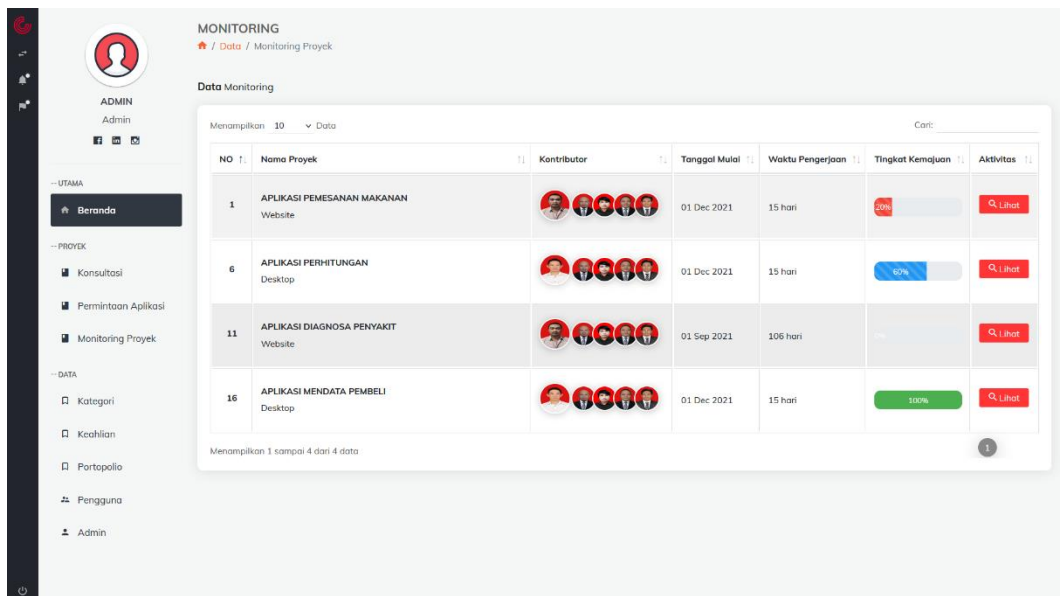 MONITORING
/ Data / Monitoring Proyek
ADMIN
Admin
UTAMA
Beranda
PROYEK
Konsultasi
Permintaan Aplikasi
Monitoring Proyek
DATA
Kategori
Keahlian
Portopolio
Pengguna
Admin
Data Monitoring
Menampilkan 10 Data
Cari:
NO Nama Proyek Kontributor Tanggal Mulai Waktu Pengerjaan Tingkat Kemajuan Aktivitas
1 APLIKASI PEMESANAN MAKANAN 01 Dec 2021 15 hari 20% Lihat
Website
6 APLIKASI PERHITUNGAN 01 Dec 2021 15 hari 60% Lihat
Desktop
11 APLIKASI DIAGNOSA PENYAKIT 01 Sep 2021 106 hari Lihat
Website
16 APLIKASI MENDATA PEMBELI 01 Dec 2021 15 hari 100% Lihat
Desktop
Menampilkan 1 sampai 4 dari 4 data
1